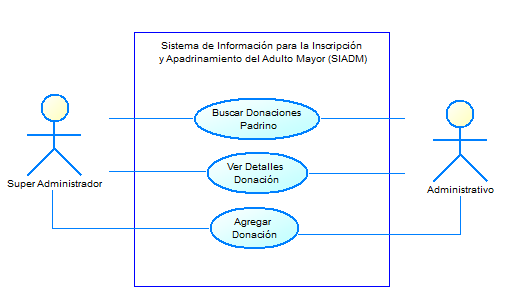 Sistema de Información para la Inscripción
y Apadrinamiento del Adulto Mayor (SIADM)
Buscar Donaciones
Padrino
Ver Detalles
Donación
Super Administrador
Administrativo
Agregar
Donación